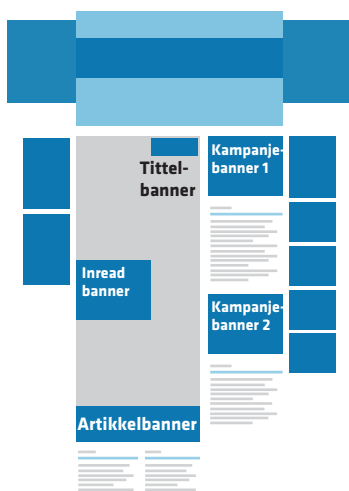 Tittel-
banner
Kampanje-
banner 1
Inread
banner
Kampanje-
banner 2
Artikkelbanner